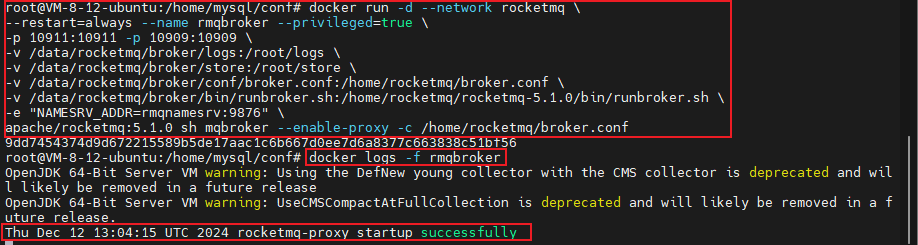 root@VM-8-12-ubuntu:/home/mysql/conf# docker run -d --network rocketmq \
--restart=always --name rmqbroker --privileged=true \
-p 10911:10911 -p 10909:10909 \
-v /data/rocketmq/broker/logs:/root/logs \
-v /data/rocketmq/broker/store:/root/store \
-v /data/rocketmq/broker/conf/broker.conf:/home/rocketmq/broker.conf \
-v /data/rocketmq/broker/bin/runbroker.sh:/home/rocketmq/rocketmq-5.1.0/bin/runbroker.sh \
-e "NAMESRV_ADDR=rmqnamesrv:9876" \
apache/rocketmq:5.1.0 sh mqbroker --enable-proxy -c /home/rocketmq/broker.conf
9dd7454374d9d672215589b5de17aac1c6b667d0ee7d6a8377c663838c51bf56
root@VM-8-12-ubuntu:/home/mysql/conf# docker logs -f rmqbroker
OpenJDK 64-Bit Server VM warning: Using the DefNew young collector with the CMS collector is deprecated and wil
l likely be removed in a future release
OpenJDK 64-Bit Server VM warning: UseCMSCompactAtFullCollection is deprecated and will likely be removed in a f
uture release.
Thu Dec 12 13:04:15 UTC 2024 rocketmq-proxy startup successfully